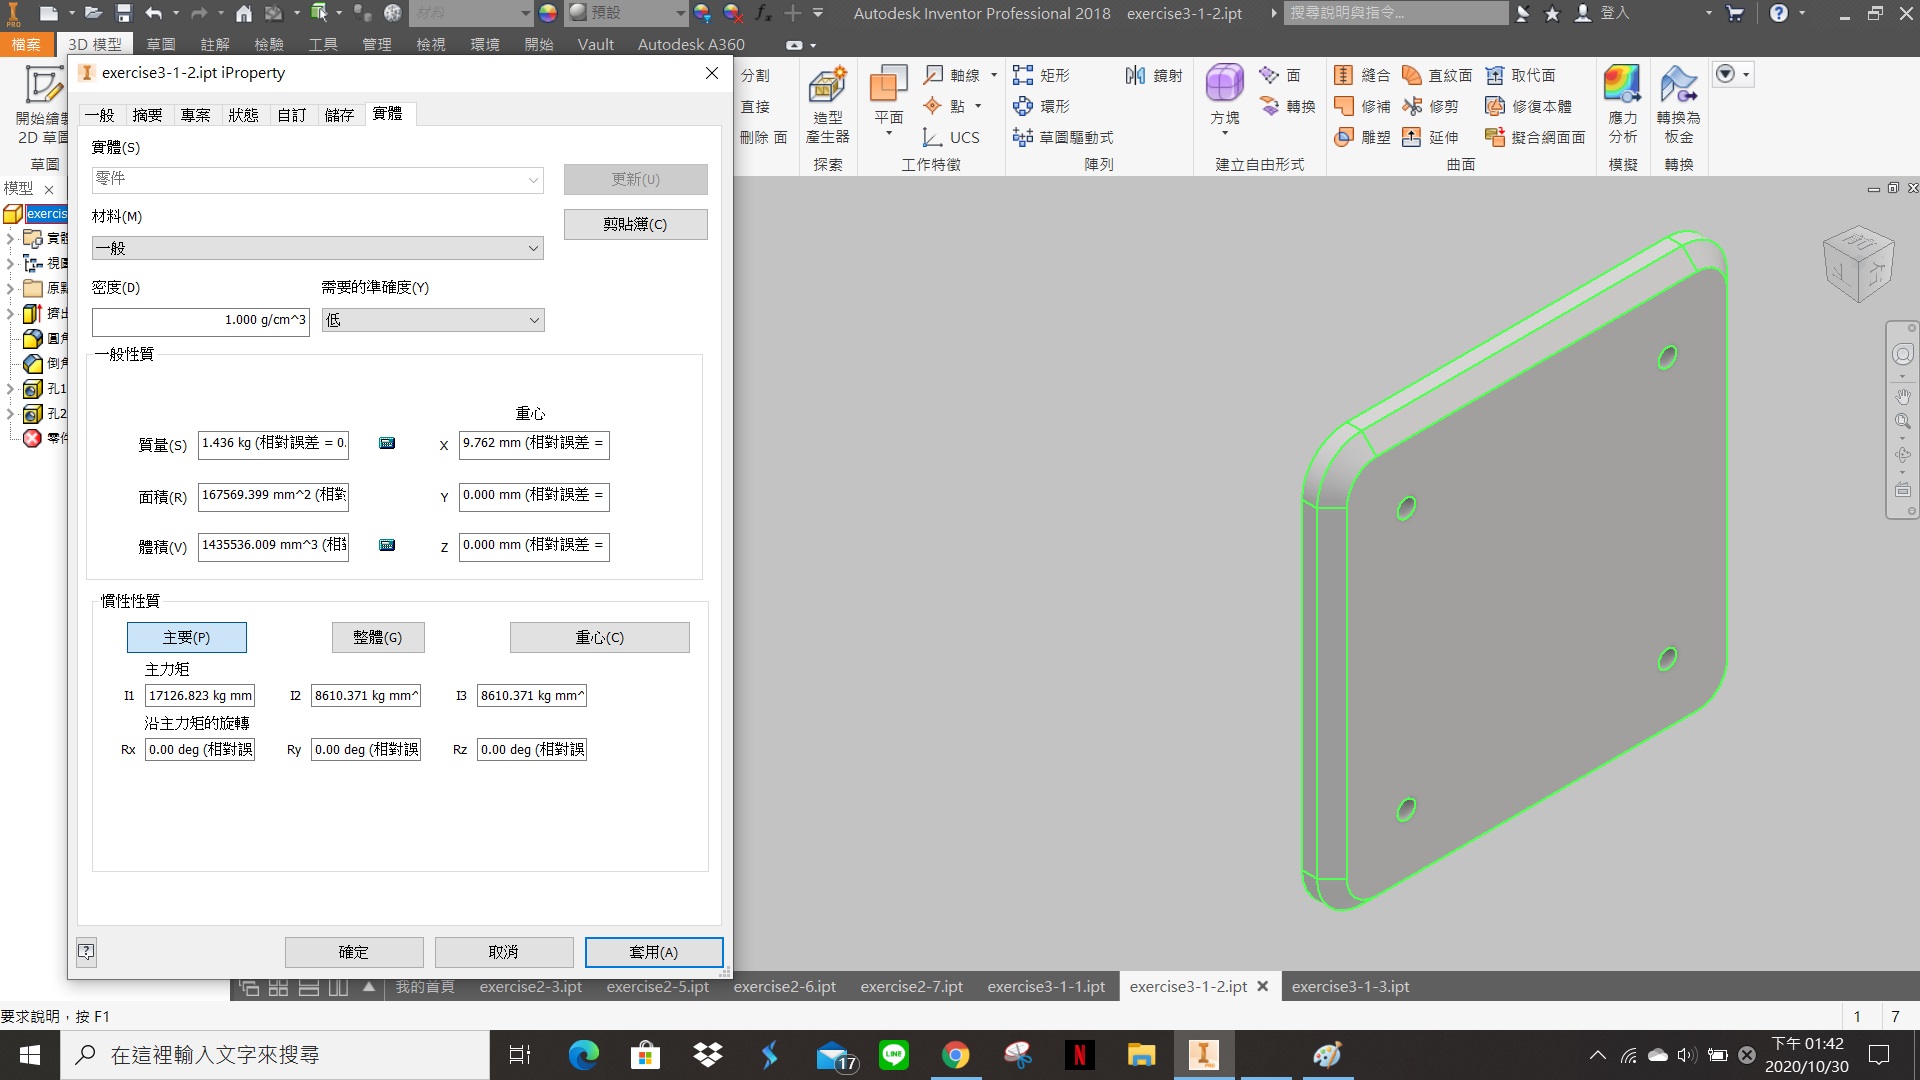 PRO
材料
預設
Autodesk Inventor Professional 2018 exercise3-1-2.ipt
搜尋說明與指令...
登入
檔案
3D 模型
草圖
註解
檢驗
工具
管理
檢視
環境
開始
Vault
Autodesk A360
開始繪製
2D 草圖
草圖
分割
直接
刪除 面
造型
產生器
探索
平面
軸線
點
UCS
工作特徵
矩形
環形
草圖驅動式
鏡射
陣列
方塊
面
轉換
建立自由形式
縫合
修補
雕塑
直紋面
修剪
延伸
取代面
修復本體
擬合網面面
曲面
應力
分析
模擬
轉換為
板金
轉換
模型
exercis
實體
視圖
原點
擠出
圓角
倒角
孔1
孔2
零件
exercise3-1-2.ipt iProperty
一般
摘要
專案
狀態
自訂
儲存
實體
實體(S)
零件
更新(U)
材料(M)
剪貼簿(C)
一般
密度(D)
需要的準確度(Y)
1.000 g/cm^3
低
一般性質
重心
質量(S)
1.436 kg (相對誤差 = 0.
X
9.762 mm (相對誤差 =
面積(R)
167569.399 mm^2 (相對
Y
0.000 mm (相對誤差 =
體積(V)
1435536.009 mm^3 (相
Z
0.000 mm (相對誤差 =
慣性性質
主要(P)
整體(G)
重心(C)
主力矩
I1
17126.823 kg mm
I2
8610.371 kg mm^
I3
8610.371 kg mm^
沿主力矩的旋轉
Rx
0.00 deg (相對誤
Ry
0.00 deg (相對誤
Rz
0.00 deg (相對誤
確定
取消
套用(A)
我的首頁
exercise2-3.ipt
exercise2-5.ipt
exercise2-6.ipt
exercise2-7.ipt
exercise3-1-1.ipt
exercise3-1-2.ipt
exercise3-1-3.ipt
要求說明，按 F1
1
7
在這裡輸入文字來搜尋
17
LINE
N
PRO
下午 01:42
2020/10/30